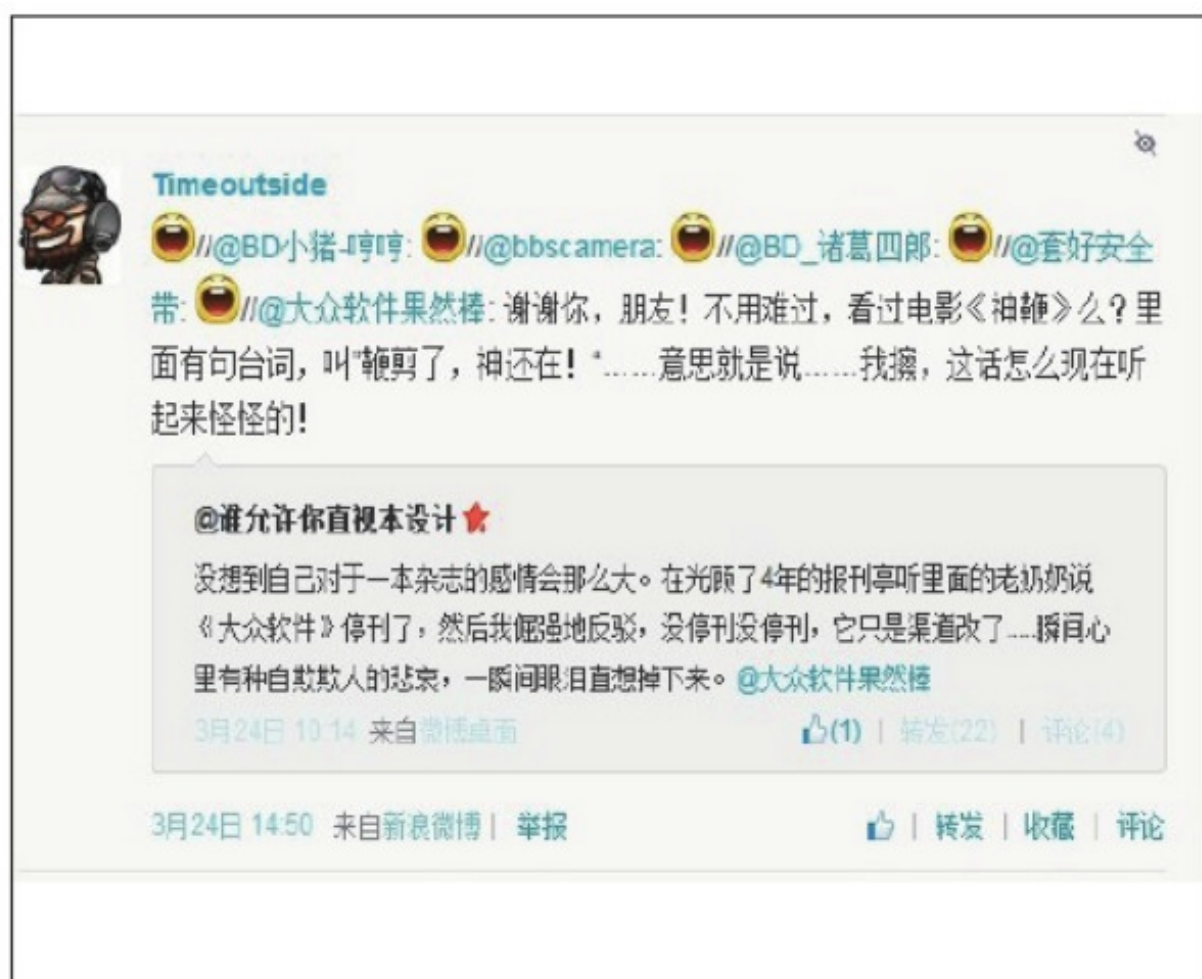 Timeoutside
//@BD小猪-哼哼: //@bbscamera: //@BD_诸葛四郎: //@套好安全
带: //@大众软件果然棒: 谢谢你，朋友！不用难过，看过电影《神鞭》么？里
面有句台词，叫"鞭剪了，神还在！"……意思就是说……我擦，这话怎么现在听
起来怪怪的！
@谁允许你直视本设计
没想到自己对于一本杂志的感情会那么大。在光顾了4年的报刊亭听里面的老奶奶说
《大众软件》停刊了，然后我倔强地反驳，没停刊没停刊，它只是渠道改了……瞬间心
里有种自欺欺人的悲哀，一瞬间眼泪直想掉下来。@大众软件果然棒
3月24日 10:14 来自微博桌面 (1) | 转发(22) | 评论(4)
3月24日 14:50 来自新浪微博 | 举报 | 转发 | 收藏 | 评论